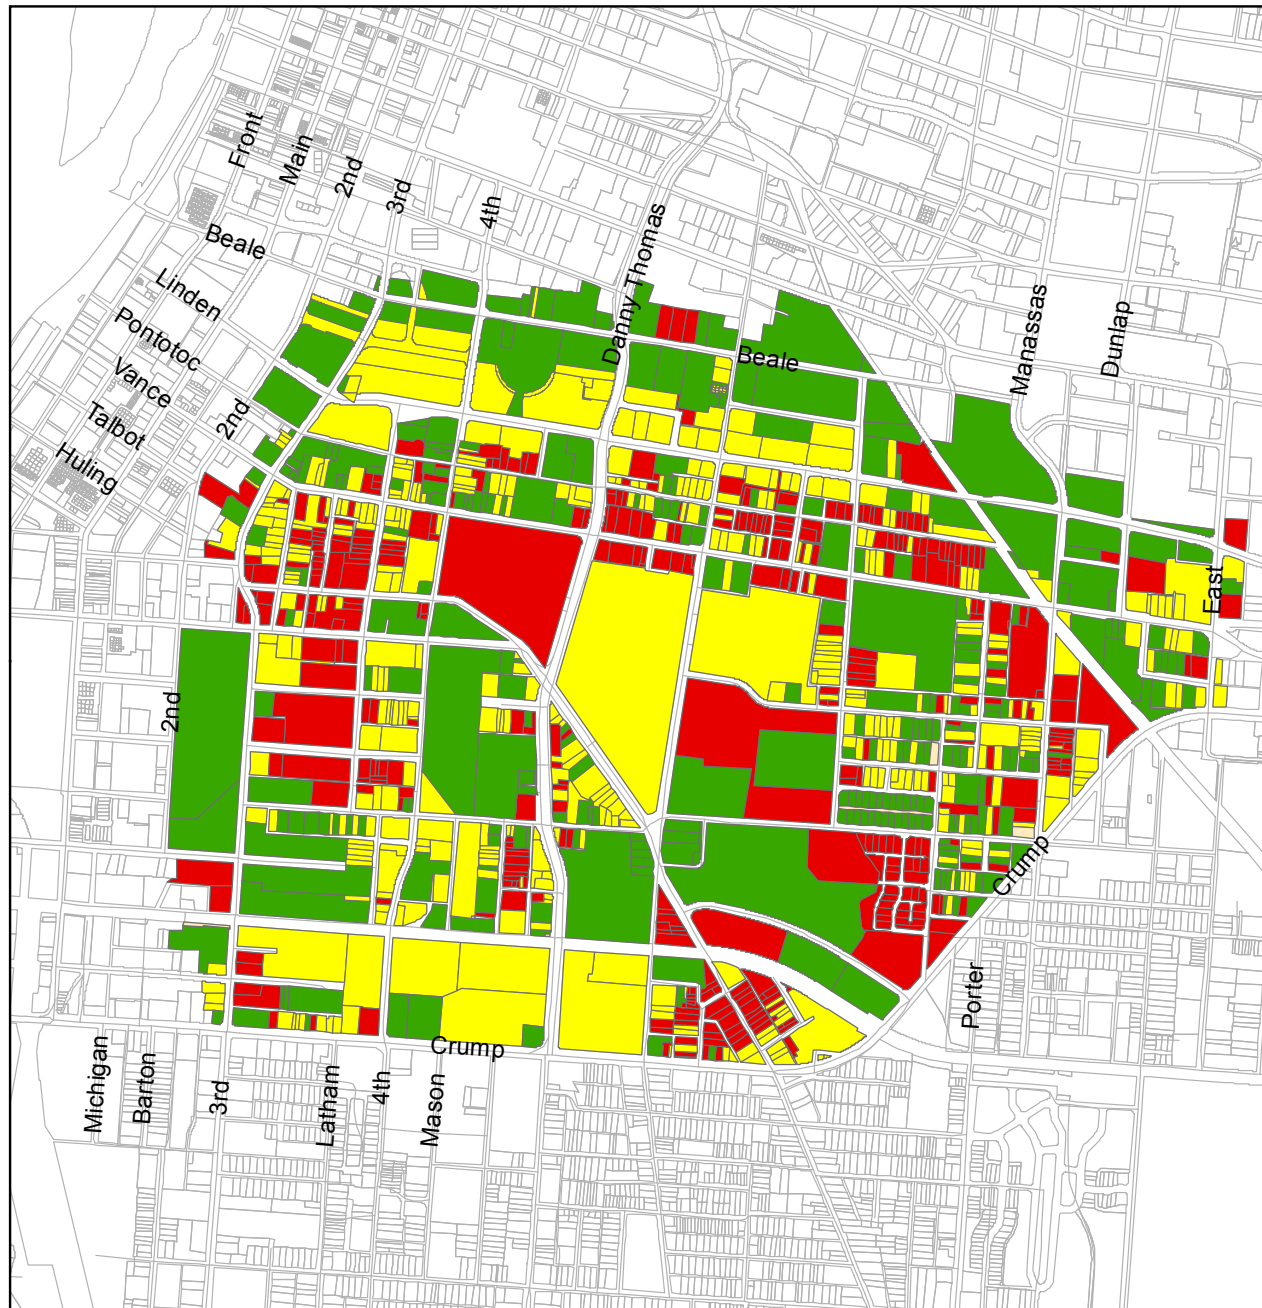 Front
Main
2nd
3rd
4th
Beale
Danny Thomas
Linden
Pontotoc
Vance
Talbot
Huling
2nd
Beale
Manassas
Dunlap
East
2nd
Crump
Porter
Crump
Michigan
Barton
3rd
Latham
4th
Mason